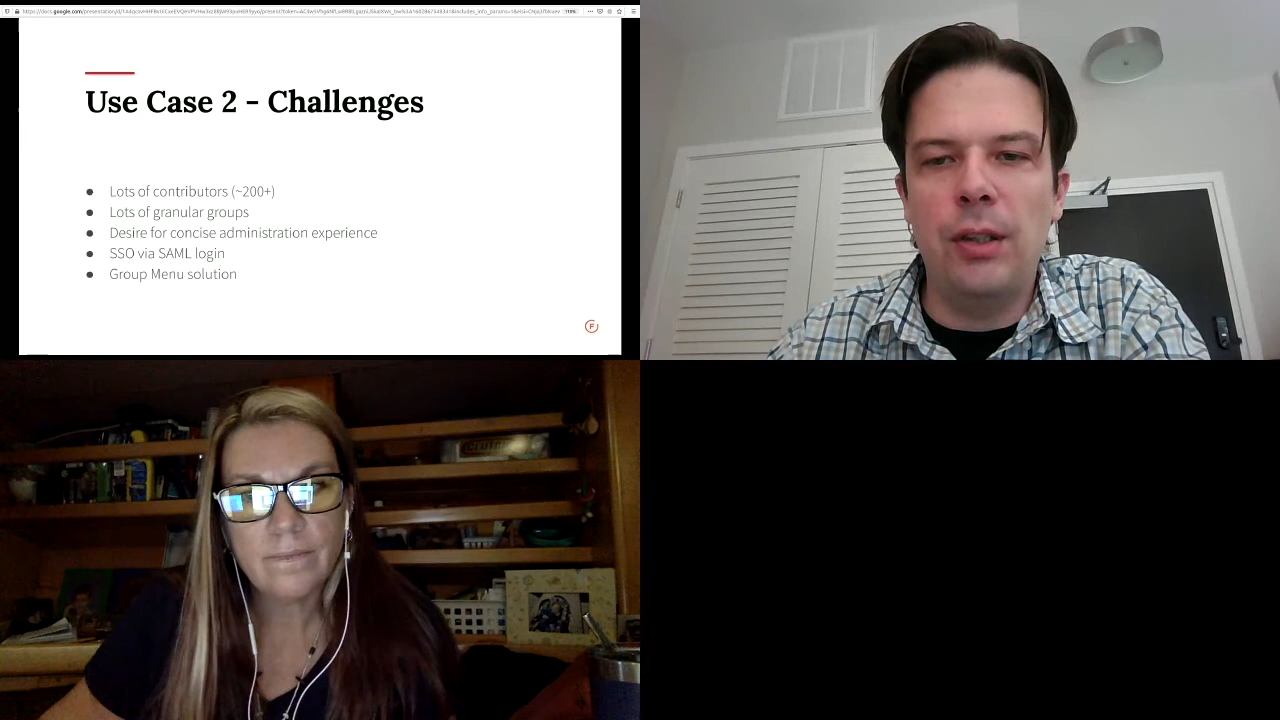 Use Case 2 - Challenges
● Lots of contributors (~200+)
● Lots of granular groups
● Desire for concise administration experience
● SSO via SAML login
● Group Menu solution
F